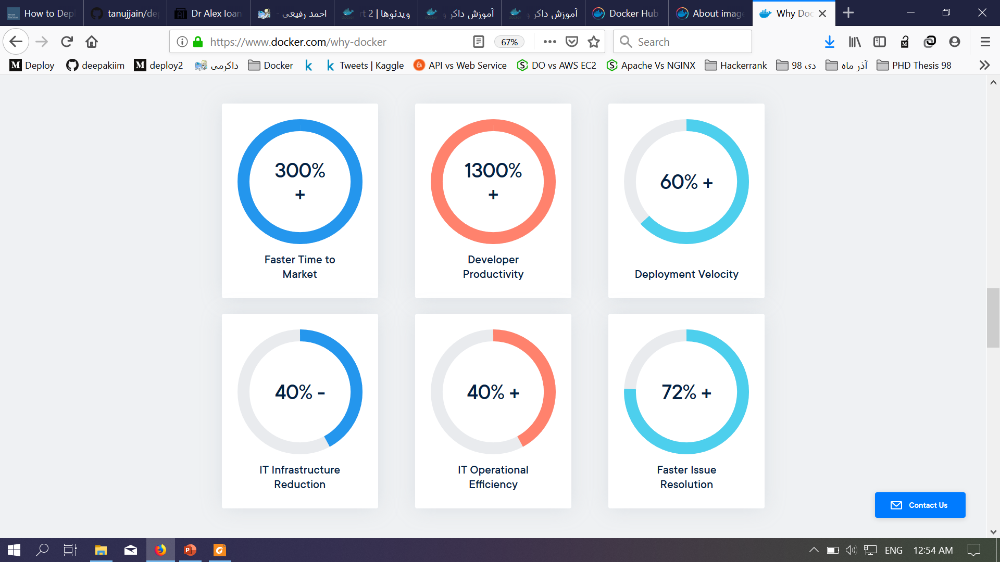 How to Depl
tanujjain/de
Dr Alex Ioan
احمد رفیعی -
ویدئوها | rt 2
آموزش داکر و
آموزش داکر و
Docker Hub
About imag
Why Doc
https://www.docker.com/why-docker
67%
Search
Deploy
deepakiim
deploy2
داکرمی
Docker
Tweets | Kaggle
API vs Web Service
DO vs AWS EC2
Apache Vs NGINX
Hackerrank
دی 98
آذر ماه
PHD Thesis 98
300%
+
Faster Time to
Market
1300%
+
Developer
Productivity
60% +
Deployment Velocity
40% -
IT Infrastructure
Reduction
40% +
IT Operational
Efficiency
72% +
Faster Issue
Resolution
Contact Us
ENG
12:54 AM